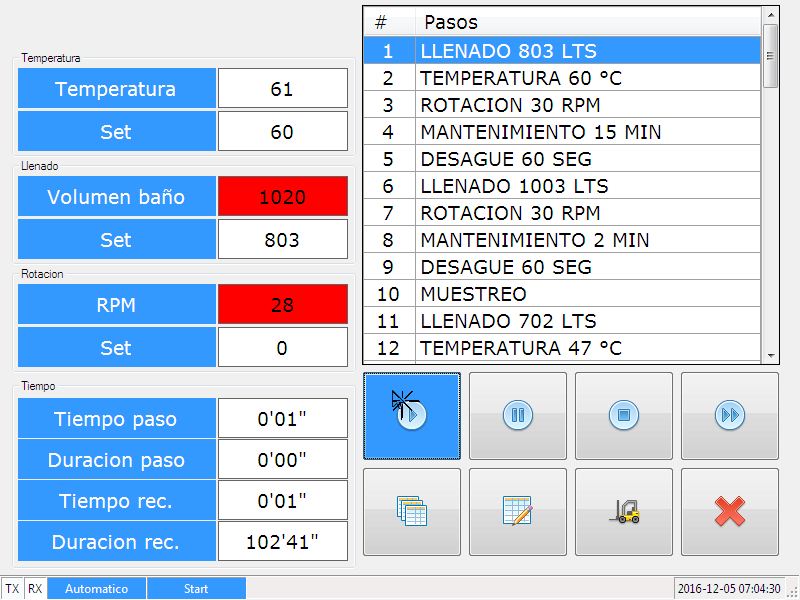 Temperatura
Temperatura 61
Set 60
Llenado
Volumen baño 1020
Set 803
Rotacion
RPM 28
Set 0
Tiempo
Tiempo paso 0'01"
Duracion paso 0'00"
Tiempo rec. 0'01"
Duracion rec. 102'41"
# Pasos
1 LLENADO 803 LTS
2 TEMPERATURA 60 °C
3 ROTACION 30 RPM
4 MANTENIMIENTO 15 MIN
5 DESAGUE 60 SEG
6 LLENADO 1003 LTS
7 ROTACION 30 RPM
8 MANTENIMIENTO 2 MIN
9 DESAGUE 60 SEG
10 MUESTREO
11 LLENADO 702 LTS
12 TEMPERATURA 47 °C
TX RX Automatico Start 2016-12-05 07:04:30